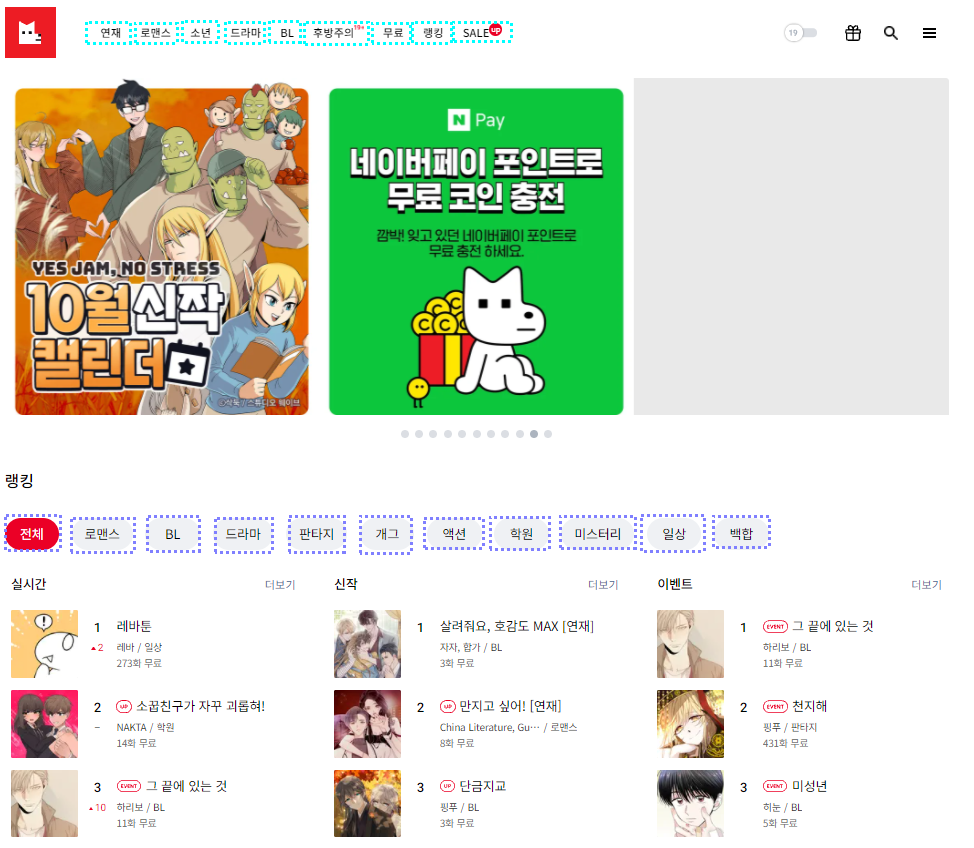 연재 로맨스 소년 드라마 BL 후방주의 19+ 무료 랭킹 SALE up
19
N Pay
네이버페이 포인트로
무료 코인 충전
깜박! 잊고 있던 네이버페이 포인트로
무료 충전 하세요.
YES JAM, NO STRESS
10월 신작
캘린더
랭킹
전체 로맨스 BL 드라마 판타지 개그 액션 학원 미스터리 일상 백합
실시간 더보기
1 레바툰
▲2 레바 / 일상
273화 무료
2 UP 소꿉친구가 자꾸 괴롭혀!
– NAKTA / 학원
14화 무료
3 EVENT 그 끝에 있는 것
▲10 하리보 / BL
11화 무료
신작 더보기
1 살려줘요, 호감도 MAX [연재]
자자, 합가 / BL
3화 무료
2 UP 만지고 싶어! [연재]
China Literature, Gu··· / 로맨스
8화 무료
3 UP 단금지교
핑푸 / BL
3화 무료
이벤트 더보기
1 EVENT 그 끝에 있는 것
하리보 / BL
11화 무료
2 EVENT 천지해
핑푸 / 판타지
431화 무료
3 EVENT 미성년
히눈 / BL
5화 무료